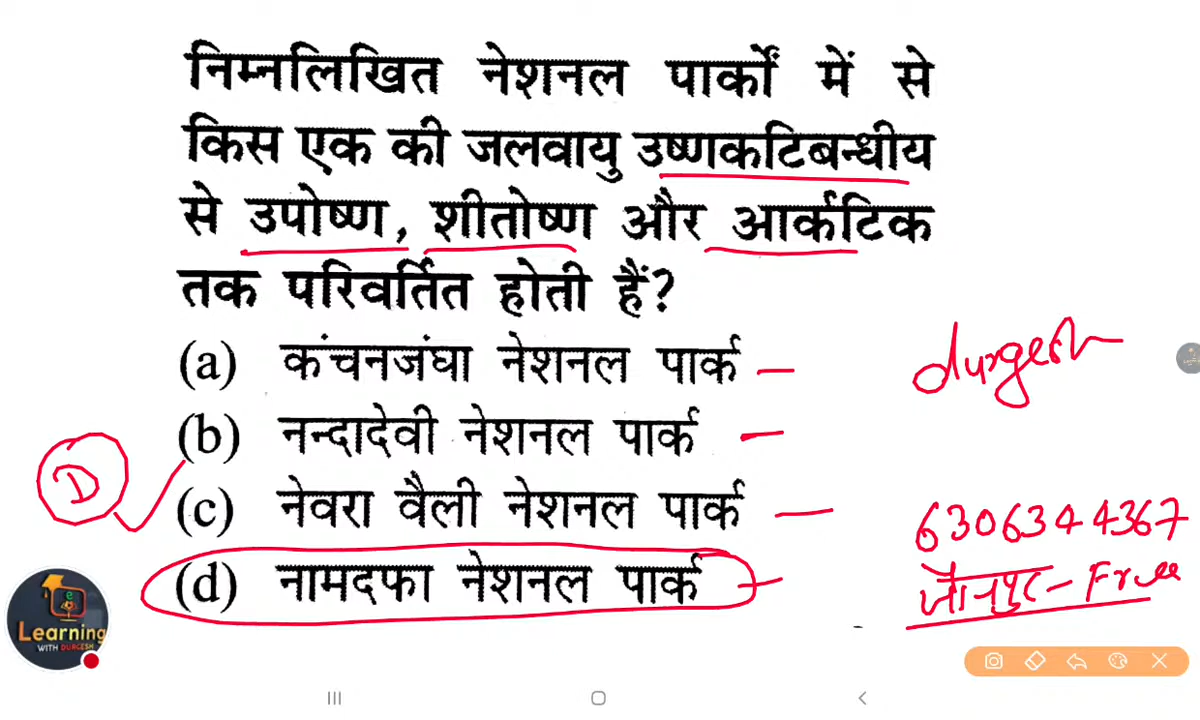 निम्नलिखित नेशनल पार्कों में से
किस एक की जलवायु उष्णकटिबन्धीय
से उपोष्ण, शीतोष्ण और आर्कटिक
तक परिवर्तित होती हैं?
(a) कंचनजंघा नेशनल पार्क
(b) नन्दादेवी नेशनल पार्क
(c) नेवरा वैली नेशनल पार्क
(d) नामदफा नेशनल पार्क
D
durgesh
6306344367
जौनपुर - Free
e
Learning
WITH DURGESH